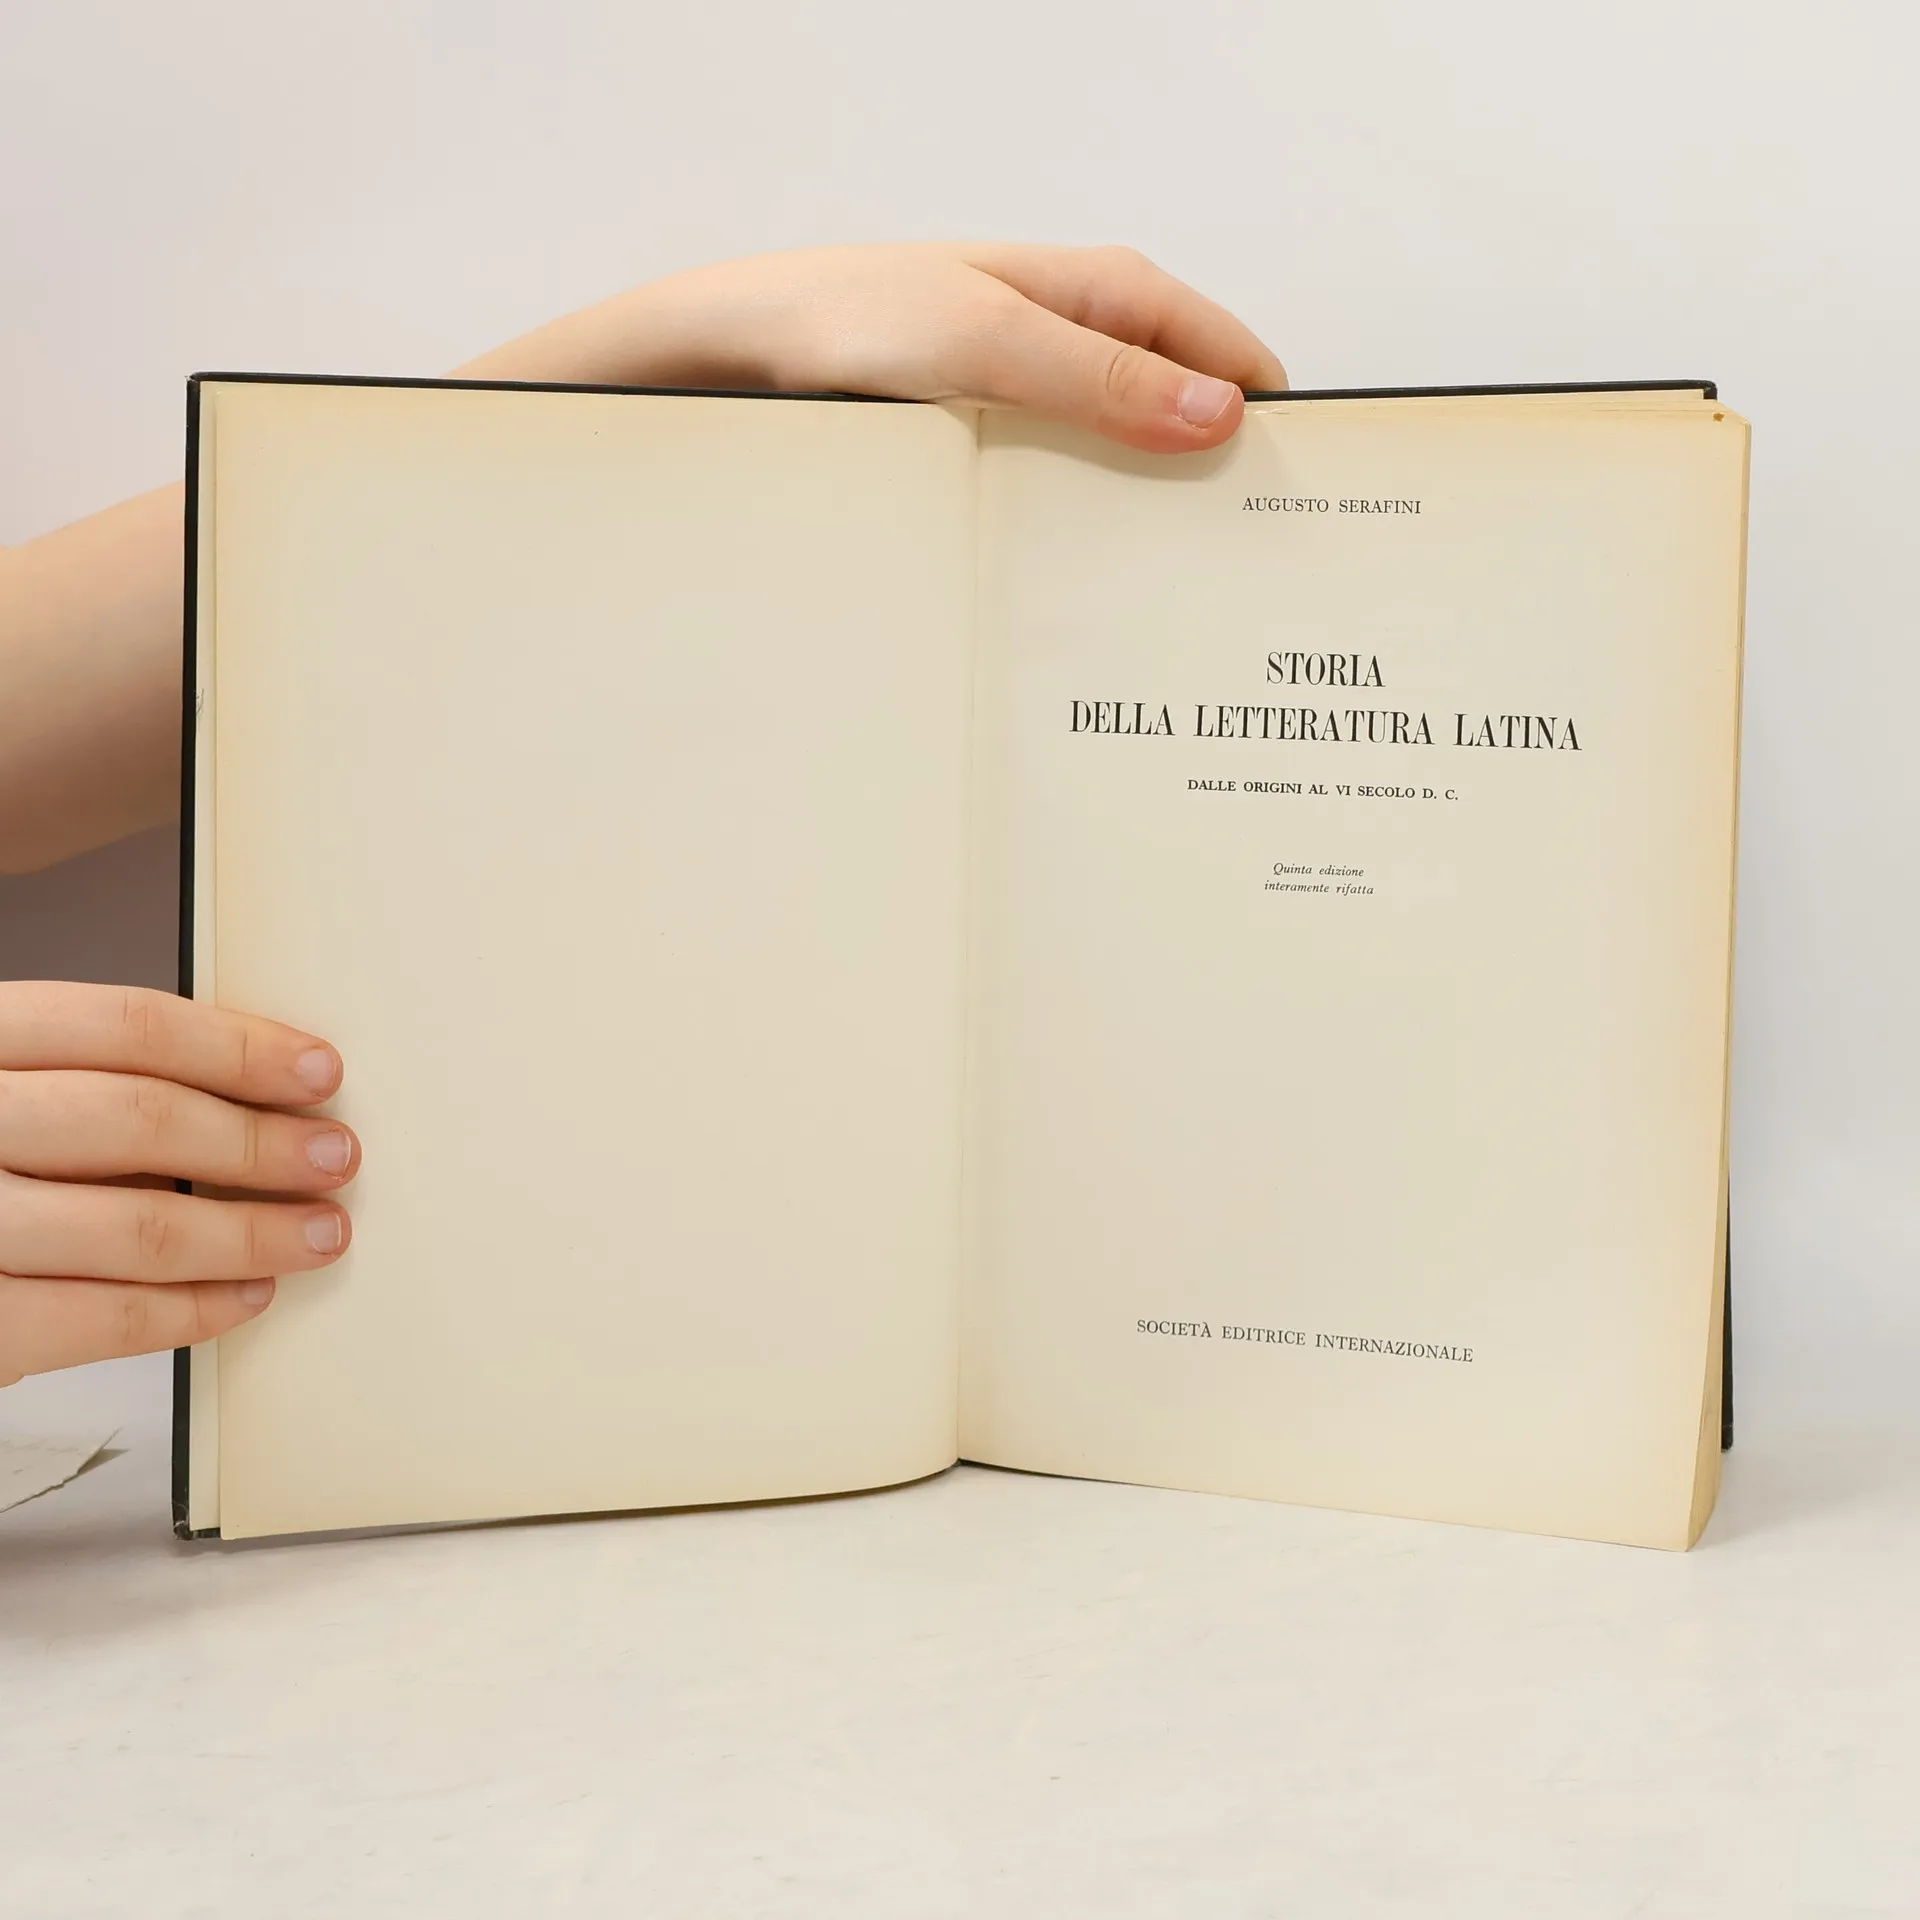 AUGUSTO SERAFINI
STORIA
DELLA LETTERATURA LATINA
DALLE ORIGINI AL VI SECOLO D. C.
Quinta edizione
interamente rifatta
SOCIETÀ EDITRICE INTERNAZIONALE